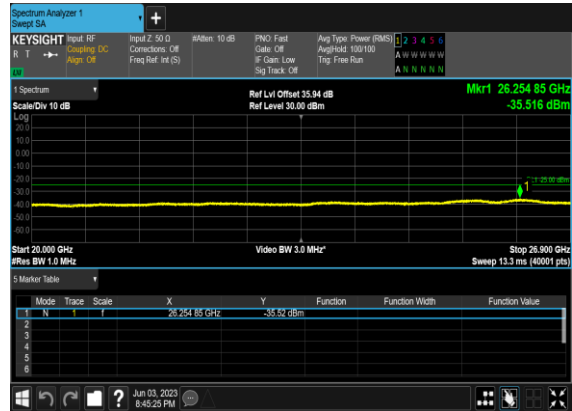 Spectrum Analyzer 1
Swept SA
KEYSIGHT
R T
Input: RF
Coupling: DC
Align: Off
Input Z: 50 Ω
Corrections: Off
Freq Ref: Int (S)
#Atten: 10 dB
PNO: Fast
Gate: Off
IF Gain: Low
Sig Track: Off
Avg Type: Power (RMS)
Avg|Hold: 100/100
Trig: Free Run
1 2 3 4 5 6
A W W W W W
A N N N N N
1 Spectrum
Scale/Div 10 dB
Ref Lvl Offset 35.94 dB
Ref Level 30.00 dBm
Mkr1 26.254 85 GHz
-35.516 dBm
Log
20.0
10.0
0.00
-10.0
-20.0
-30.0
-40.0
-50.0
-60.0
1
Start 20.000 GHz
#Res BW 1.0 MHz
Video BW 3.0 MHz*
Stop 26.900 GHz
Sweep 13.3 ms (40001 pts)
5 Marker Table
Mode Trace Scale X Y Function Function Width Function Value
1 N 1 f 26.254 85 GHz -35.52 dBm
2
3
4
5
6
?
Jun 03, 2023
8:45:25 PM